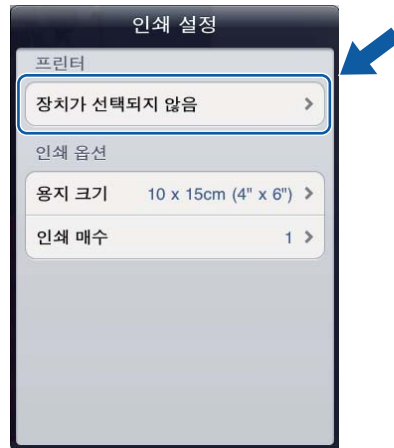 인쇄 설정
프린터
장치가 선택되지 않음
인쇄 옵션
용지 크기 10 x 15cm (4" x 6")
인쇄 매수 1